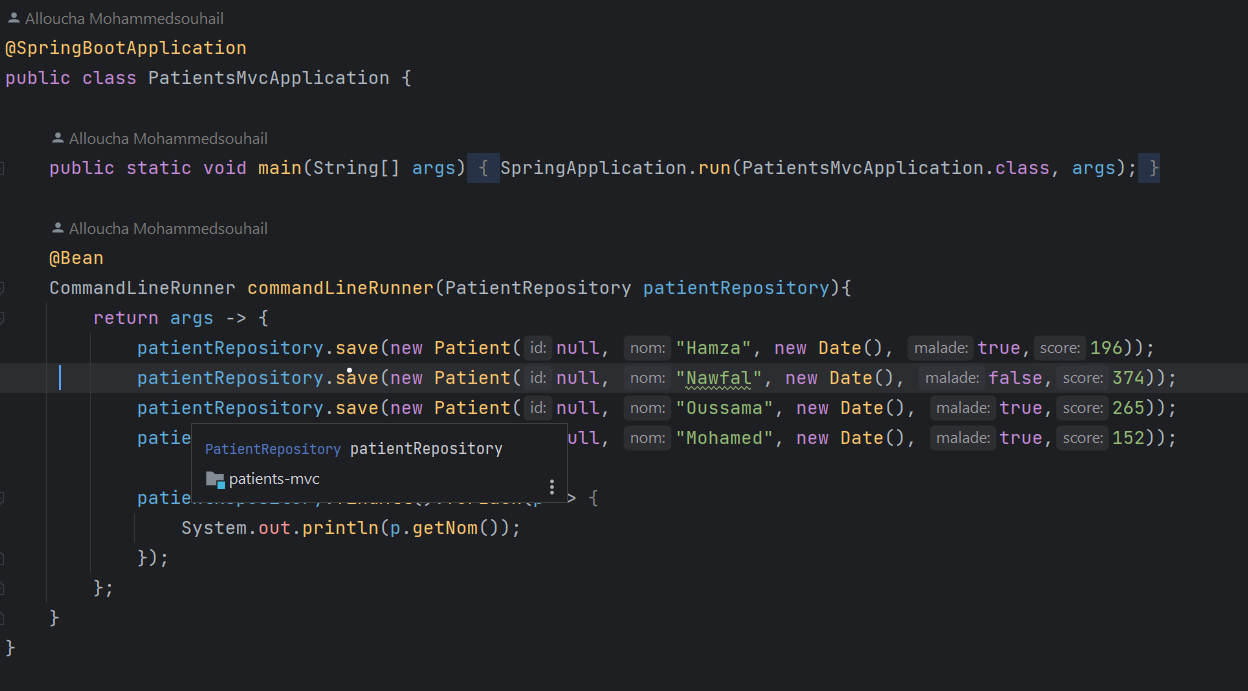 Alloucha Mohammedsouhail
@SpringBootApplication
public class PatientsMvcApplication {
Alloucha Mohammedsouhail
public static void main(String[] args) { SpringApplication.run(PatientsMvcApplication.class, args); }
Alloucha Mohammedsouhail
@Bean
CommandLineRunner commandLineRunner(PatientRepository patientRepository){
return args -> {
patientRepository.save(new Patient( id: null, nom: "Hamza", new Date(), malade: true, score: 196));
patientRepository.save(new Patient( id: null, nom: "Nawfal", new Date(), malade: false, score: 374));
patientRepository.save(new Patient( id: null, nom: "Oussama", new Date(), malade: true, score: 265));
patie ull, nom: "Mohamed", new Date(), malade: true, score: 152));
PatientRepository patientRepository
patients-mvc
patie > {
System.out.println(p.getNom());
});
};
}
}